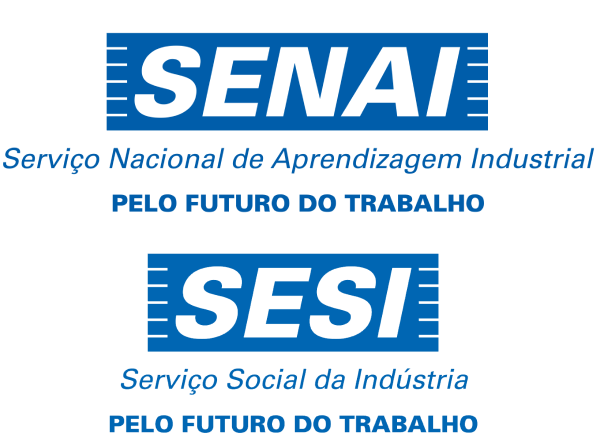 SENAI
Serviço Nacional de Aprendizagem Industrial
PELO FUTURO DO TRABALHO
SESI
Serviço Social da Indústria
PELO FUTURO DO TRABALHO